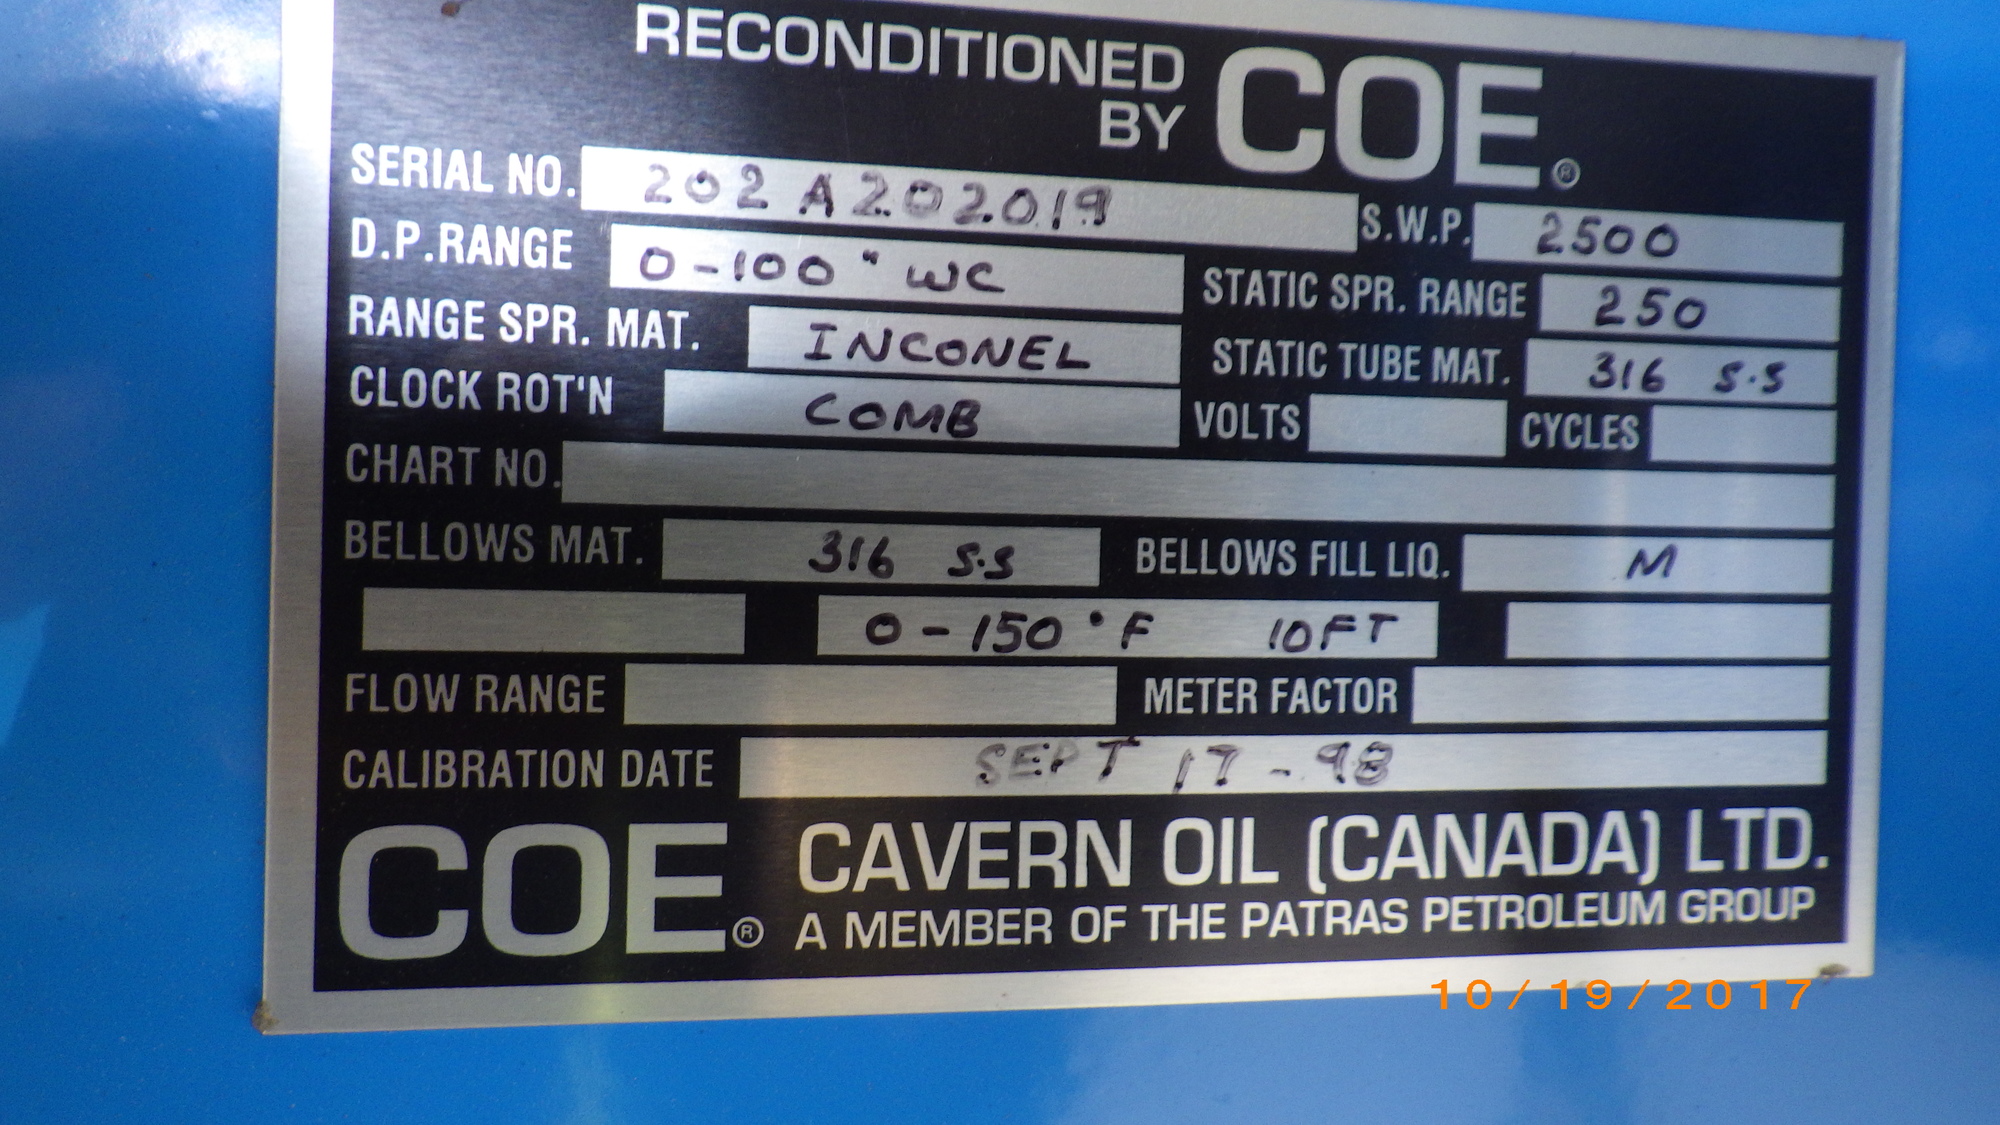 RECONDITIONED
BY COE®
SERIAL NO. 202A202019 S.W.P. 2500
D.P.RANGE 0-100" WC STATIC SPR. RANGE 250
RANGE SPR. MAT. INCONEL STATIC TUBE MAT. 316 S.S
CLOCK ROT'N COMB VOLTS CYCLES
CHART NO.
BELLOWS MAT. 316 S.S BELLOWS FILL LIQ. M
0-150°F 10FT
FLOW RANGE METER FACTOR
CALIBRATION DATE SEPT 17-98
COE® CAVERN OIL (CANADA) LTD.
A MEMBER OF THE PATRAS PETROLEUM GROUP
10/19/2017